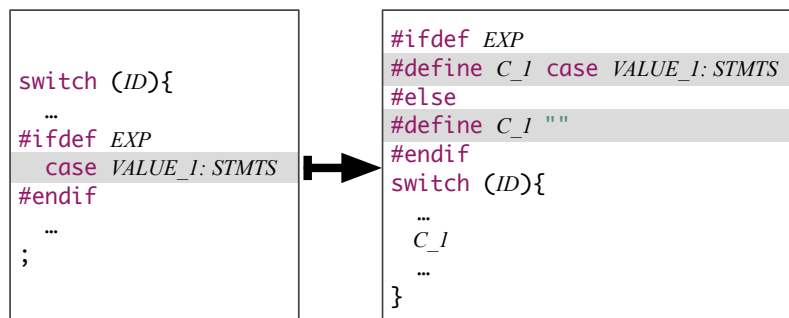 switch (ID){
…
#ifdef EXP
case VALUE_1: STMTS
#endif
…
;
#ifdef EXP
#define C_1 case VALUE_1: STMTS
#else
#define C_1 ""
#endif
switch (ID){
…
C_1
…
}